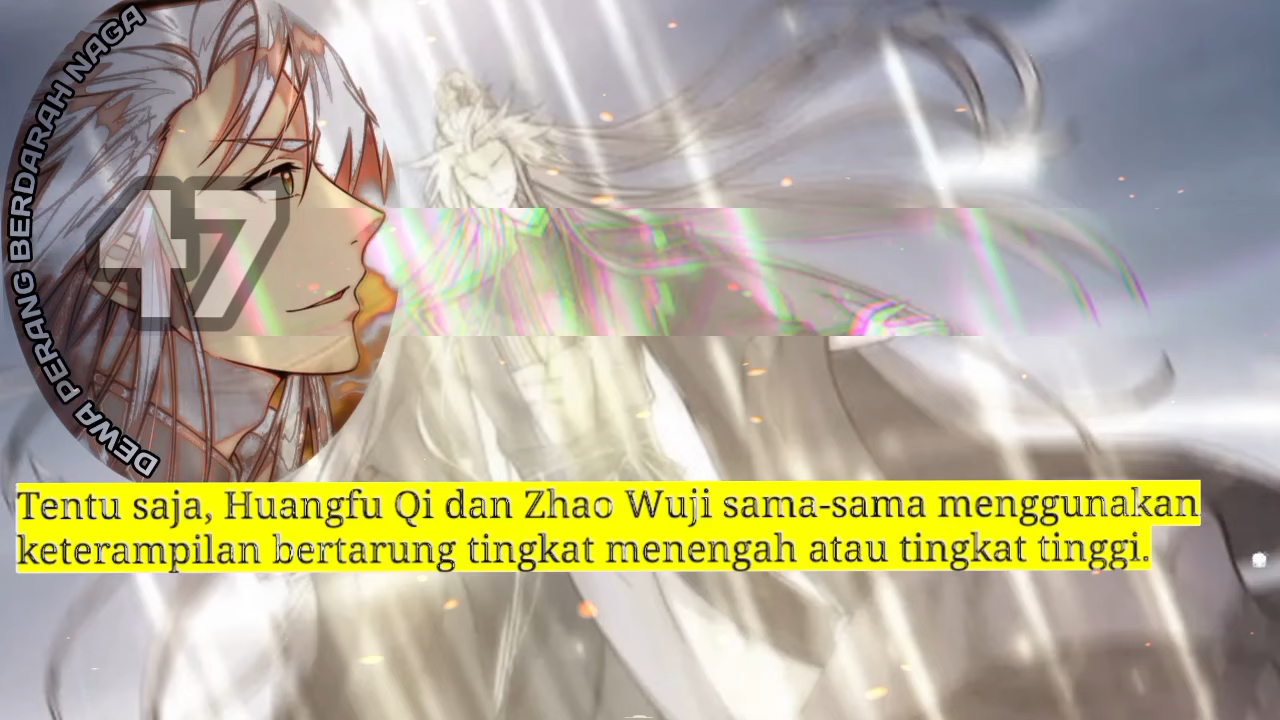 DEWA PERANG BERDARAH NAGA
47
Tentu saja, Huangfu Qi dan Zhao Wuji sama-sama menggunakan
keterampilan bertarung tingkat menengah atau tingkat tinggi.